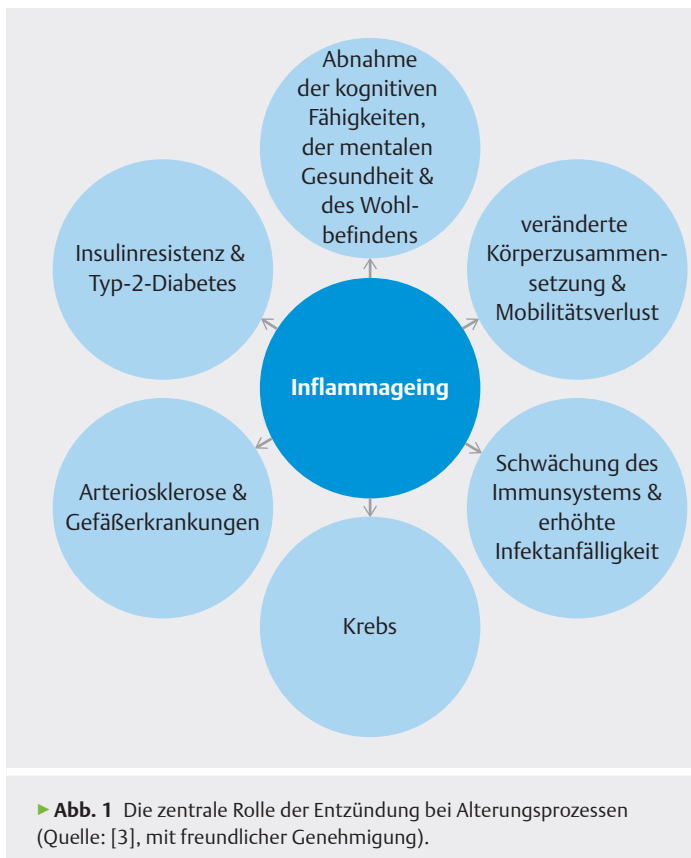 Abnahme
der kognitiven
Fähigkeiten,
der mentalen
Gesundheit &
des Wohl-
befindens
veränderte
Körperzusammen-
setzung &
Mobilitätsverlust
Insulinresistenz &
Typ-2-Diabetes
Inflammageing
Schwächung des
Immunsystems &
erhöhte
Infektanfälligkeit
Arteriosklerose &
Gefäßerkrankungen
Krebs
► Abb. 1 Die zentrale Rolle der Entzündung bei Alterungsprozessen
(Quelle: [3], mit freundlicher Genehmigung).